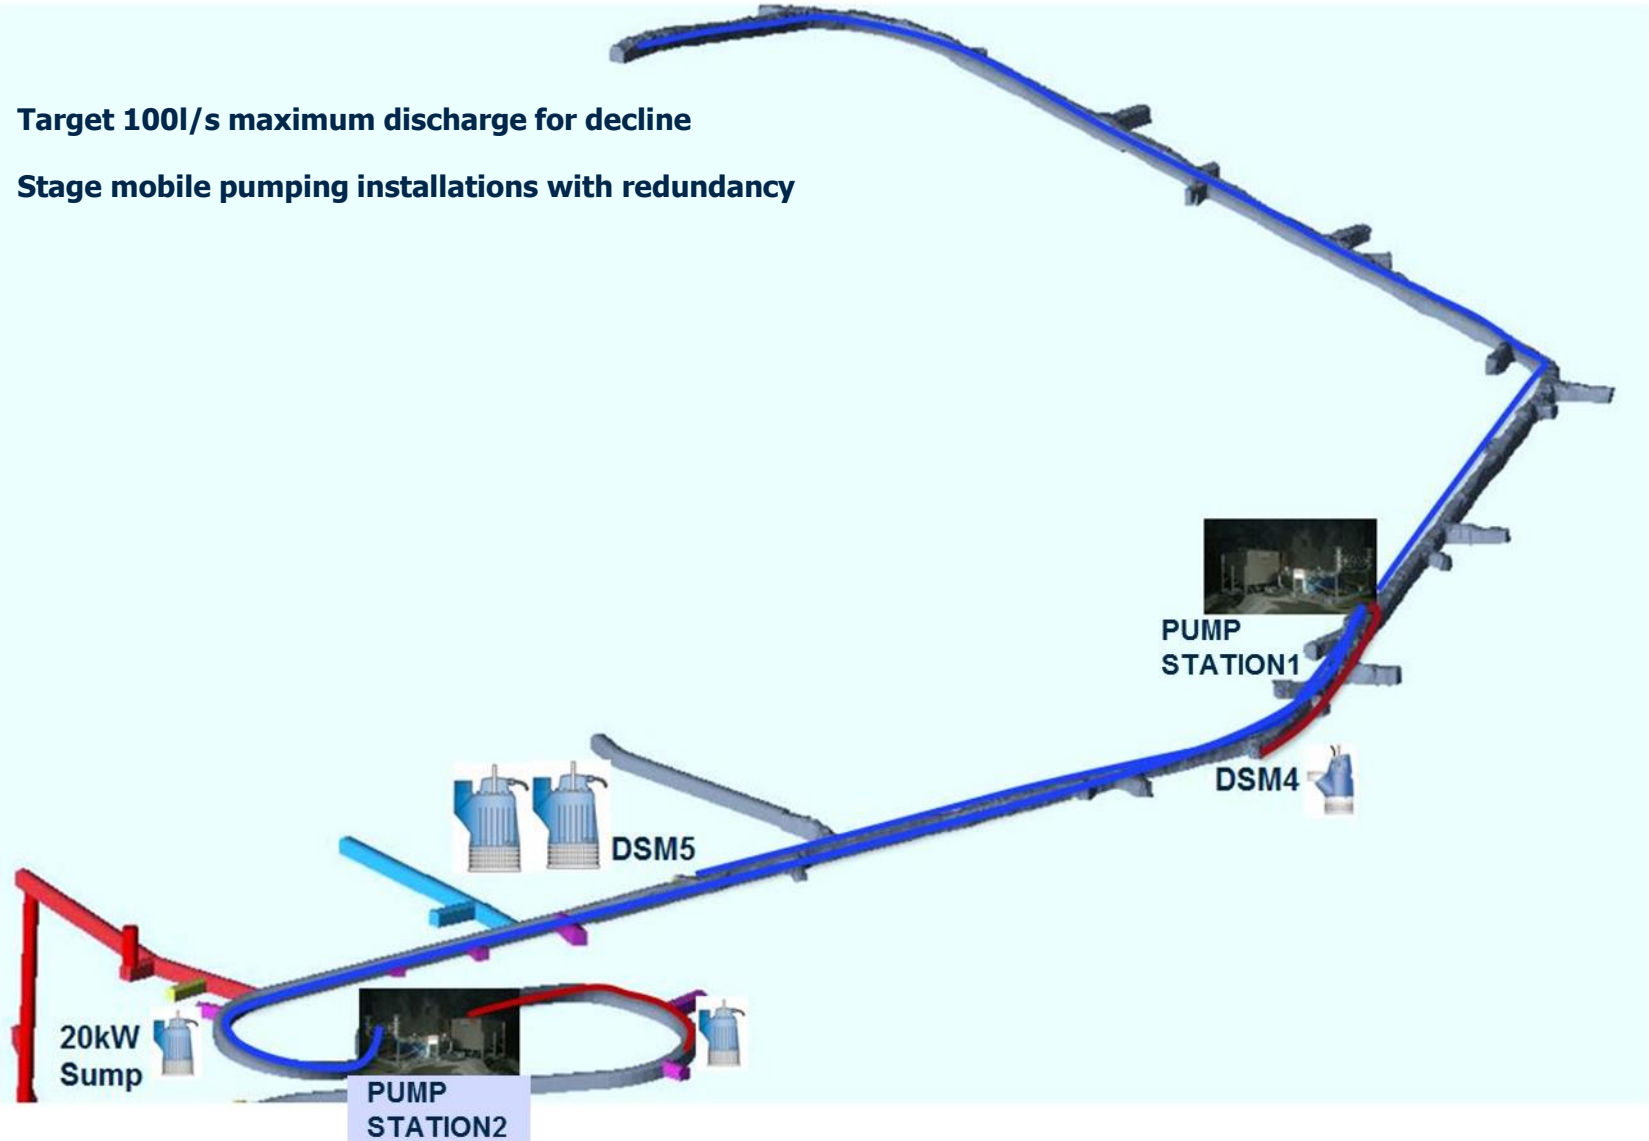 Target 100l/s maximum discharge for decline
Stage mobile pumping installations with redundancy
PUMP
STATION1
DSM4
DSM5
20kW
Sump
PUMP
STATION2